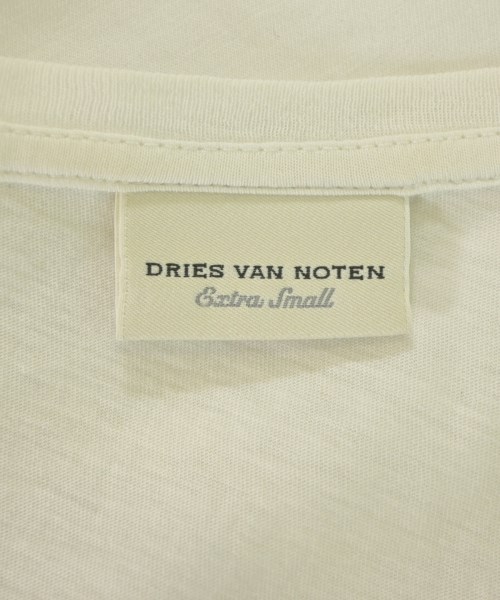 DRIES VAN NOTEN
Extra Small